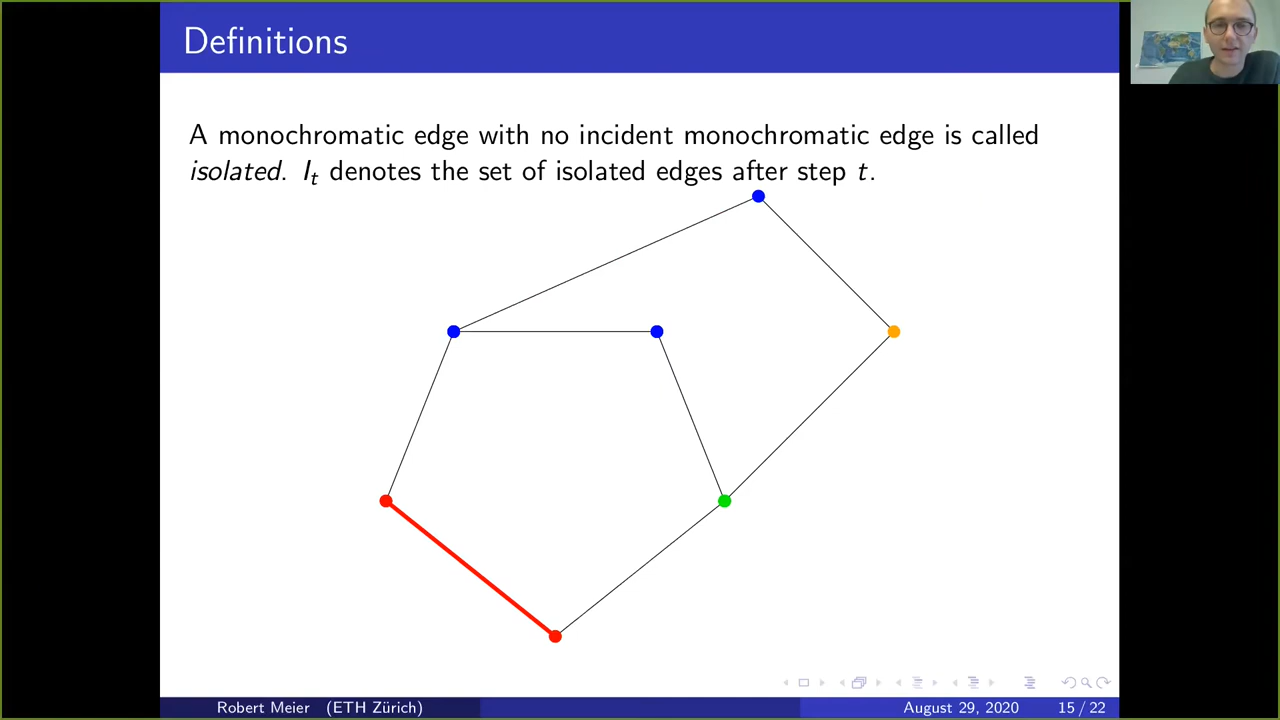 Definitions
A monochromatic edge with no incident monochromatic edge is called
isolated. Iₜ denotes the set of isolated edges after step t.
Robert Meier (ETH Zürich) August 29, 2020 15 / 22